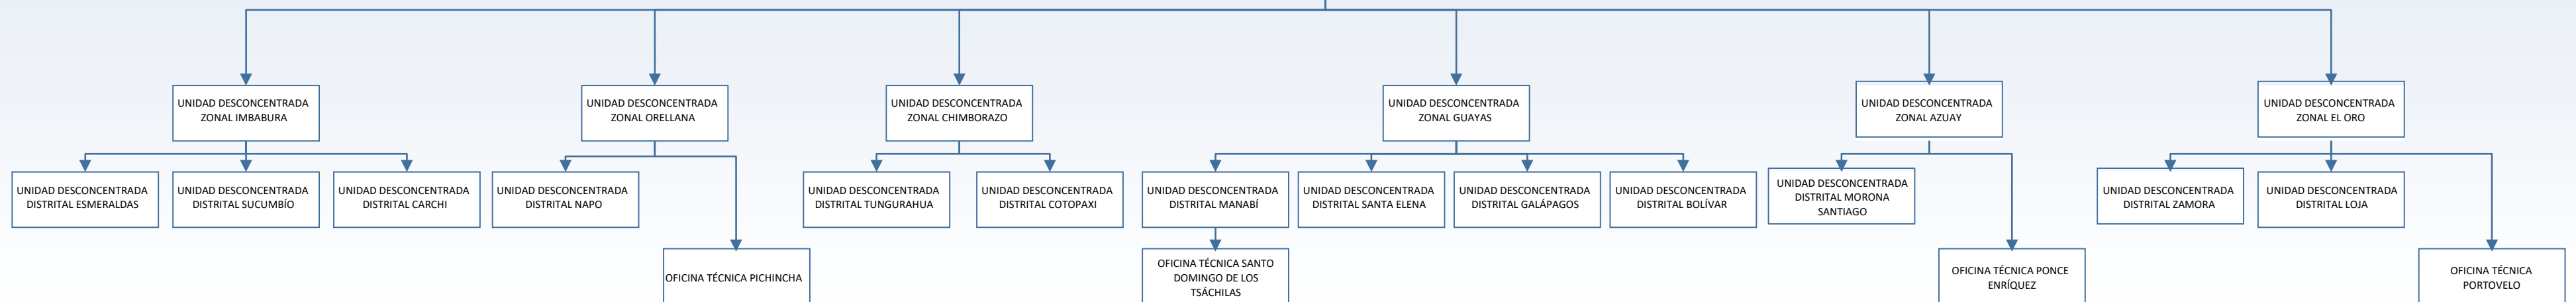 UNIDAD DESCONCENTRADA
ZONAL IMBABURA
UNIDAD DESCONCENTRADA
ZONAL ORELLANA
UNIDAD DESCONCENTRADA
ZONAL CHIMBORAZO
UNIDAD DESCONCENTRADA
ZONAL GUAYAS
UNIDAD DESCONCENTRADA
ZONAL AZUAY
UNIDAD DESCONCENTRADA
ZONAL EL ORO
UNIDAD DESCONCENTRADA
DISTRITAL ESMERALDAS
UNIDAD DESCONCENTRADA
DISTRITAL SUCUMBÍO
UNIDAD DESCONCENTRADA
DISTRITAL CARCHI
UNIDAD DESCONCENTRADA
DISTRITAL NAPO
UNIDAD DESCONCENTRADA
DISTRITAL TUNGURAHUA
UNIDAD DESCONCENTRADA
DISTRITAL COTOPAXI
UNIDAD DESCONCENTRADA
DISTRITAL MANABÍ
UNIDAD DESCONCENTRADA
DISTRITAL SANTA ELENA
UNIDAD DESCONCENTRADA
DISTRITAL GALÁPAGOS
UNIDAD DESCONCENTRADA
DISTRITAL BOLÍVAR
UNIDAD DESCONCENTRADA
DISTRITAL MORONA
SANTIAGO
UNIDAD DESCONCENTRADA
DISTRITAL ZAMORA
UNIDAD DESCONCENTRADA
DISTRITAL LOJA
OFICINA TÉCNICA PICHINCHA
OFICINA TÉCNICA SANTO
DOMINGO DE LOS
TSÁCHILAS
OFICINA TÉCNICA PONCE
ENRÍQUEZ
OFICINA TÉCNICA
PORTOVELO